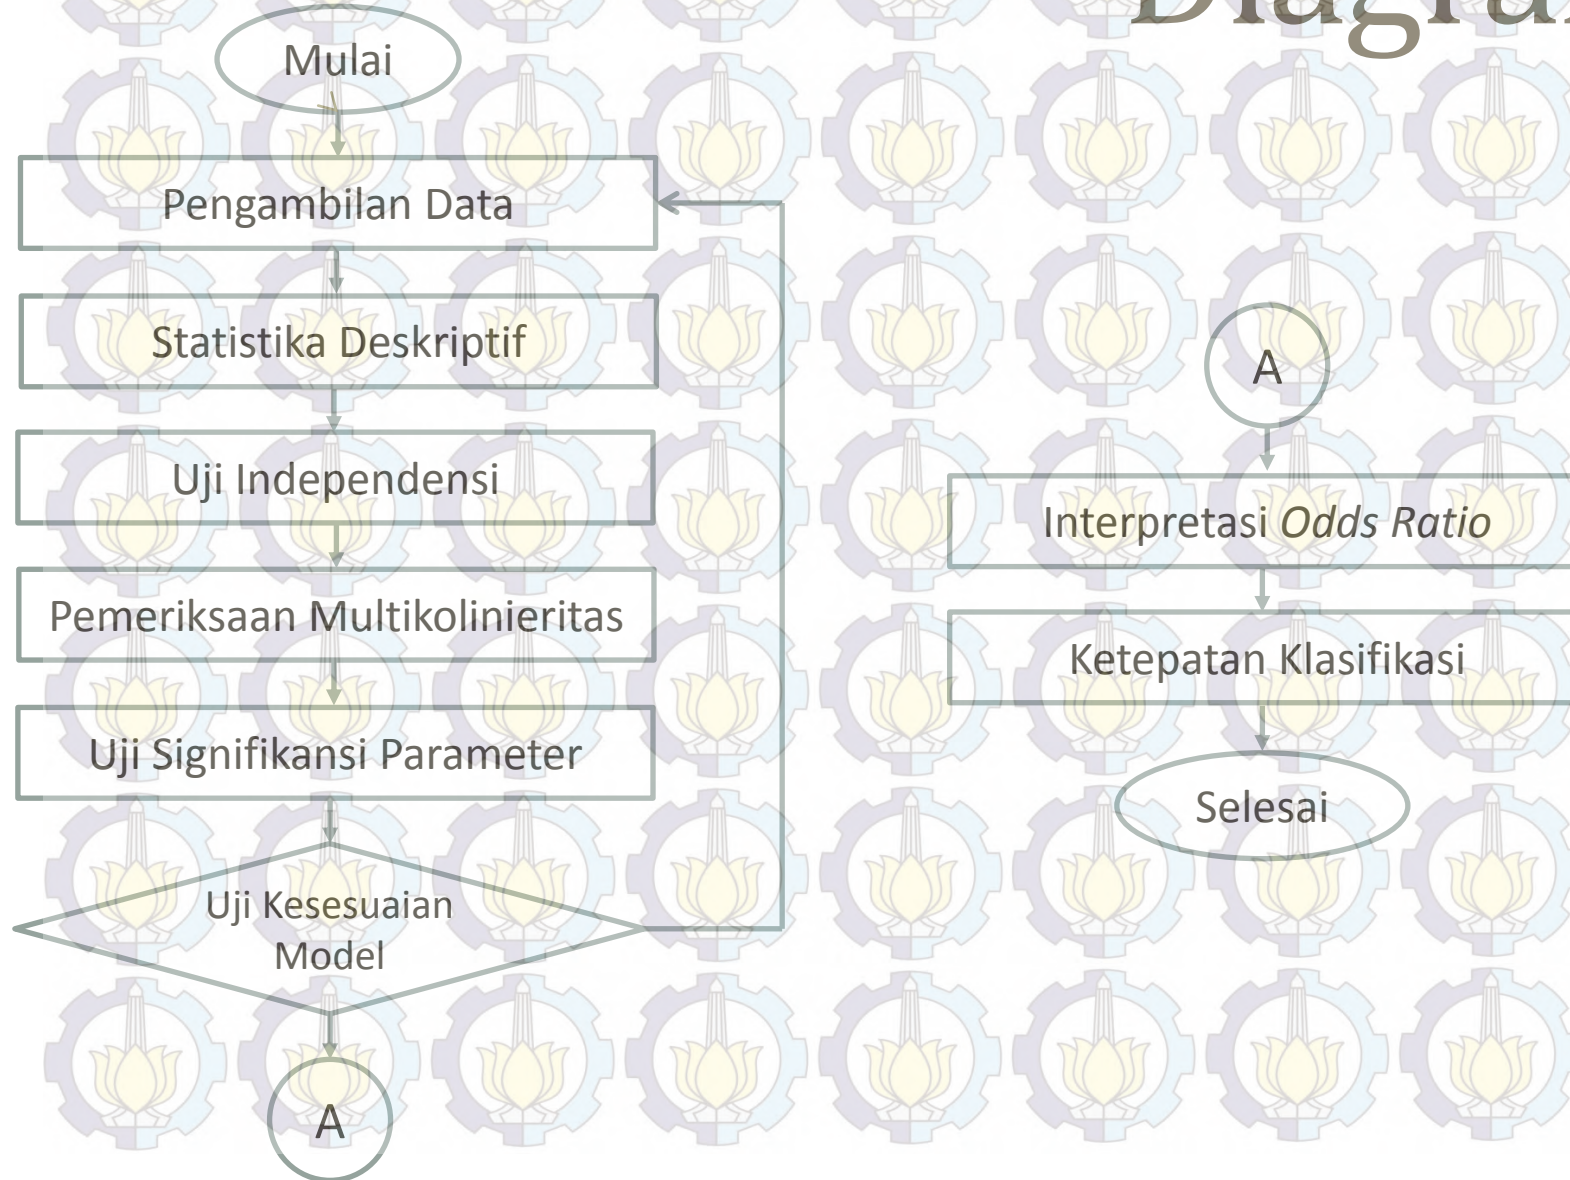 Mulai
Pengambilan Data
Statistika Deskriptif
Uji Independensi
Pemeriksaan Multikolinieritas
Uji Signifikansi Parameter
Uji Kesesuaian
Model
A
A
Interpretasi Odds Ratio
Ketepatan Klasifikasi
Selesai